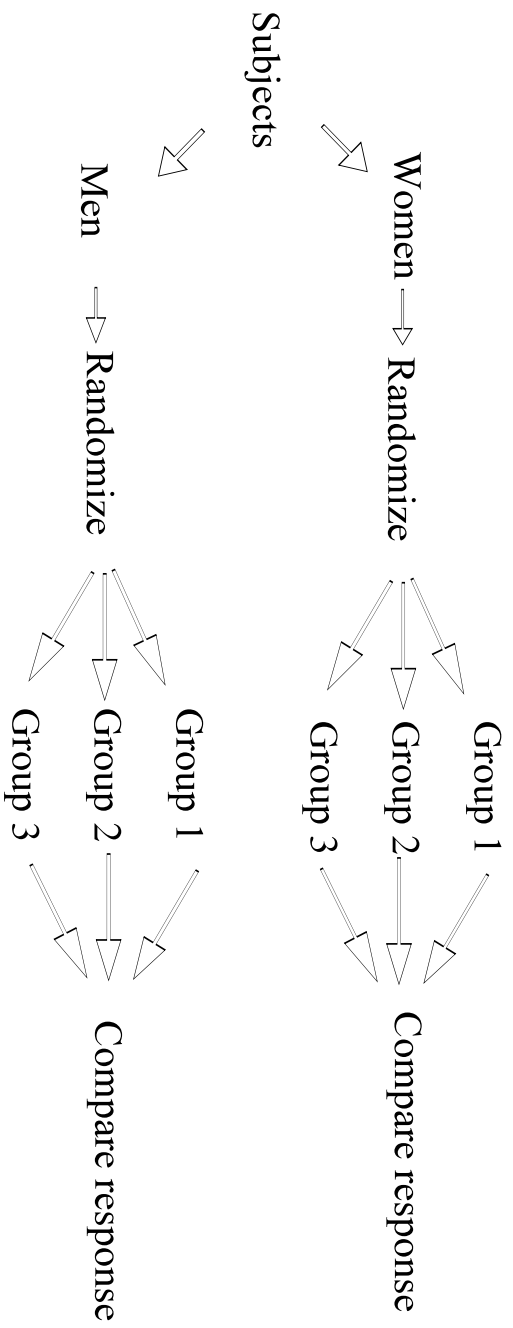 Subjects
Women
Randomize
Group 1
Group 2
Group 3
Compare response
Men
Randomize
Group 1
Group 2
Group 3
Compare response